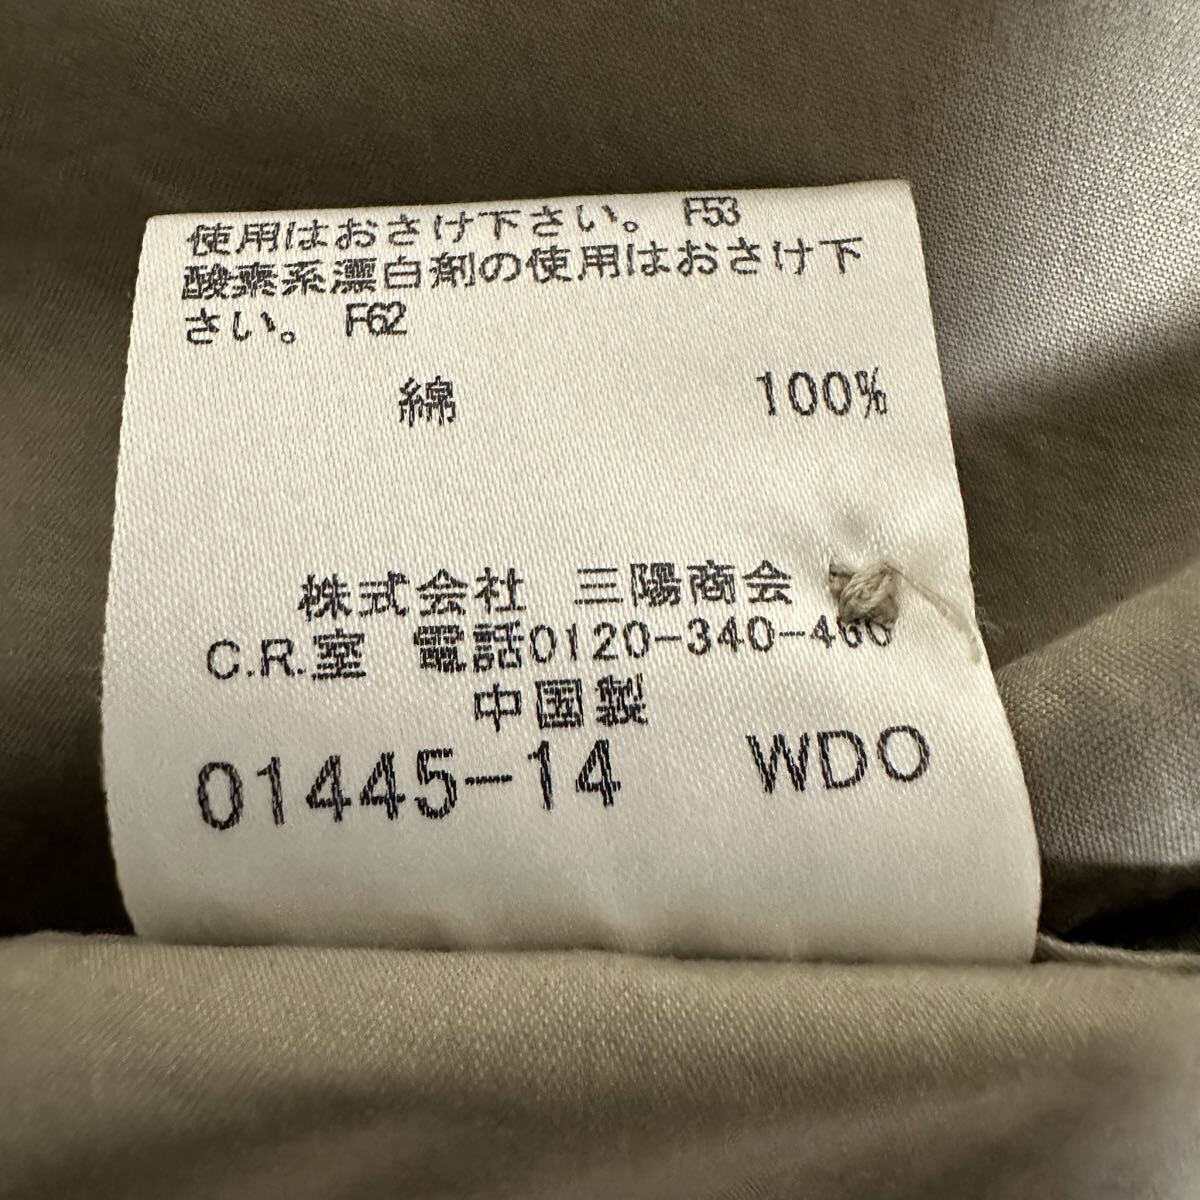 使用はおさけ下さい。 F53
酸素系漂白剤の使用はおさけ下
さい。 F62
綿 100%
株式会社 三陽商会
C.R.室 電話0120-340-460
中国製
01445-14 WDO